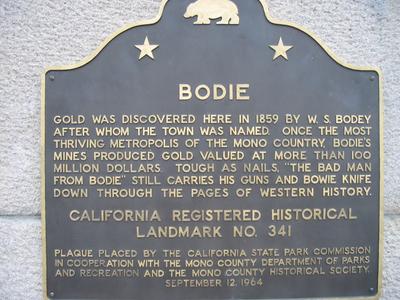 BODIE
GOLD WAS DISCOVERED HERE IN 1859 BY W. S. BODEY
AFTER WHOM THE TOWN WAS NAMED. ONCE THE MOST
THRIVING METROPOLIS OF THE MONO COUNTRY, BODIE'S
MINES PRODUCED GOLD VALUED AT MORE THAN 100
MILLION DOLLARS. TOUGH AS NAILS, "THE BAD MAN
FROM BODIE" STILL CARRIES HIS GUNS AND BOWIE KNIFE
DOWN THROUGH THE PAGES OF WESTERN HISTORY.
CALIFORNIA REGISTERED HISTORICAL
LANDMARK NO. 341
PLAQUE PLACED BY THE CALIFORNIA STATE PARK COMMISSION
IN COOPERATION WITH THE MONO COUNTY DEPARTMENT OF PARKS
AND RECREATION AND THE MONO COUNTY HISTORICAL SOCIETY,
SEPTEMBER 12, 1964